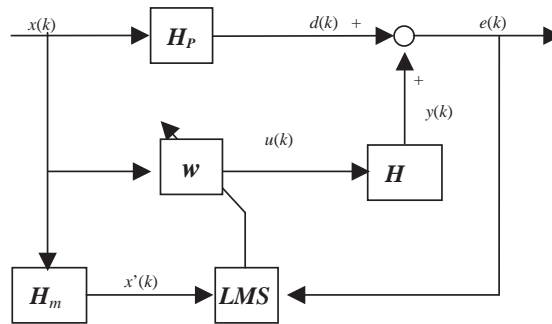 x(k)
H_P
d(k) +
e(k)
+
y(k)
u(k)
w
H
H_m
x'(k)
LMS